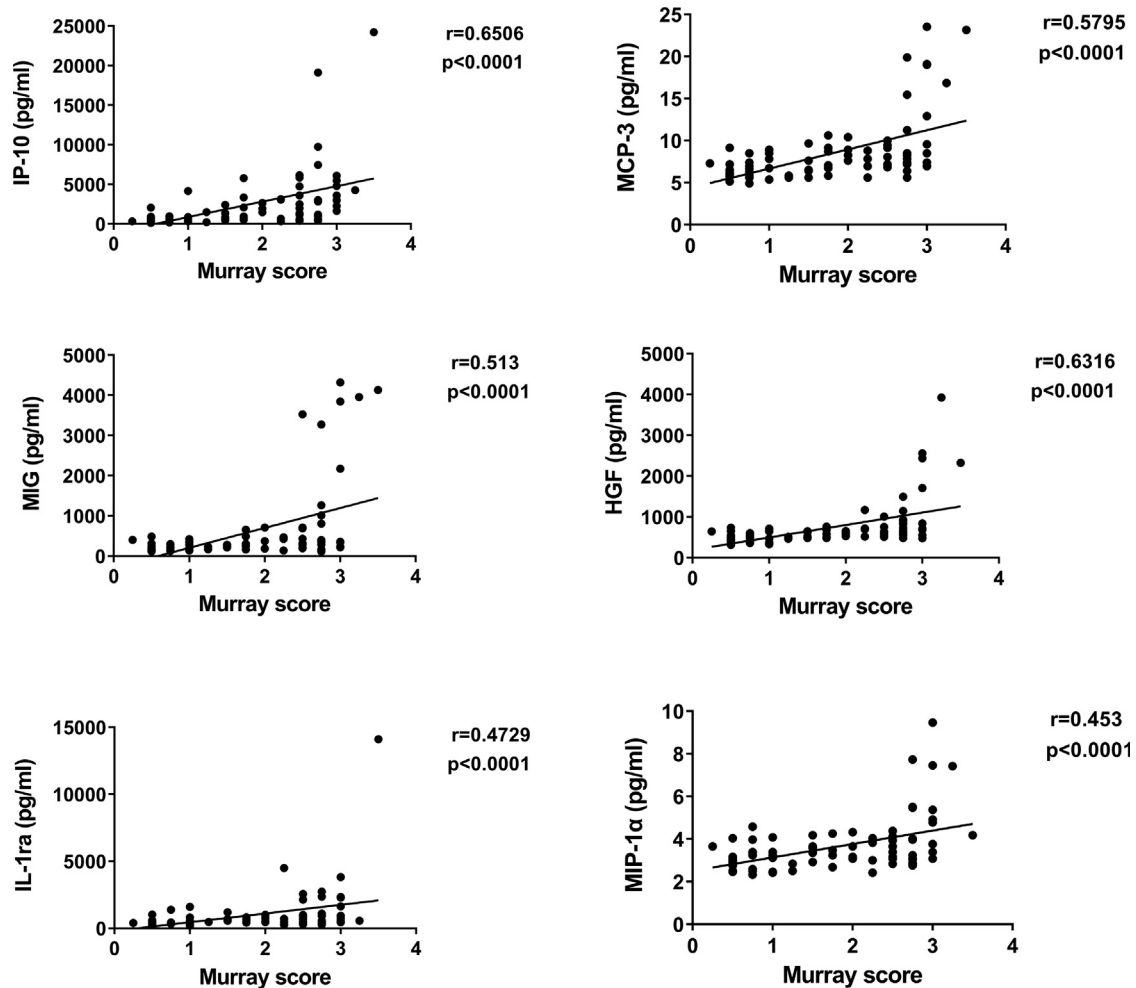 r=0.6506
p<0.0001
IP-10 (pg/ml)
25000
20000
15000
10000
5000
0
0 1 2 3 4
Murray score
r=0.5795
p<0.0001
MCP-3 (pg/ml)
25
20
15
10
5
0
0 1 2 3 4
Murray score
r=0.513
p<0.0001
MIG (pg/ml)
5000
4000
3000
2000
1000
0
0 1 2 3 4
Murray score
r=0.6316
p<0.0001
HGF (pg/ml)
5000
4000
3000
2000
1000
0
0 1 2 3 4
Murray score
r=0.4729
p<0.0001
IL-1ra (pg/ml)
15000
10000
5000
0
0 1 2 3 4
Murray score
r=0.453
p<0.0001
MIP-1α (pg/ml)
10
8
6
4
2
0
0 1 2 3 4
Murray score